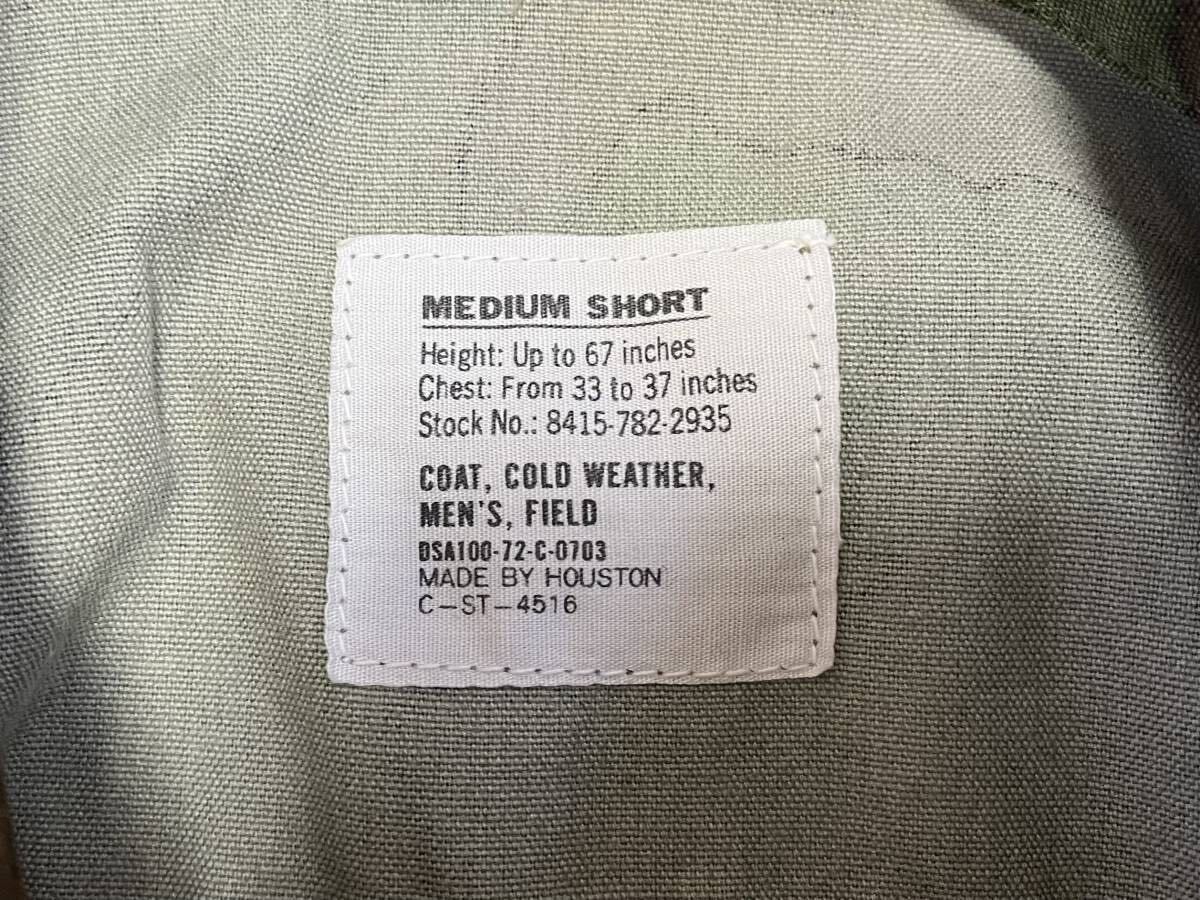 MEDIUM SHORT
Height: Up to 67 inches
Chest: From 33 to 37 inches
Stock No.: 8415-782-2935
COAT, COLD WEATHER,
MEN'S, FIELD
DSA100-72-C-0703
MADE BY HOUSTON
C-ST-4516